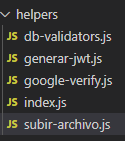 helpers
JS db-validators.js
JS generar-jwt.js
JS google-verify.js
JS index.js
JS subir-archivo.js